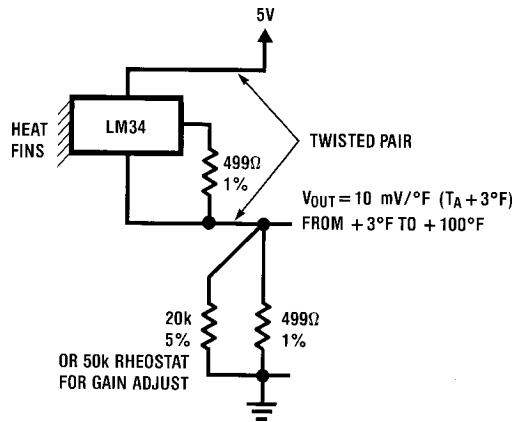 5V
LM34
HEAT
FINS
TWISTED PAIR
499Ω
1%
VOUT = 10 mV/°F (TA + 3°F)
FROM + 3°F TO + 100°F
20k
5%
499Ω
1%
OR 50k RHEOSTAT
FOR GAIN ADJUST